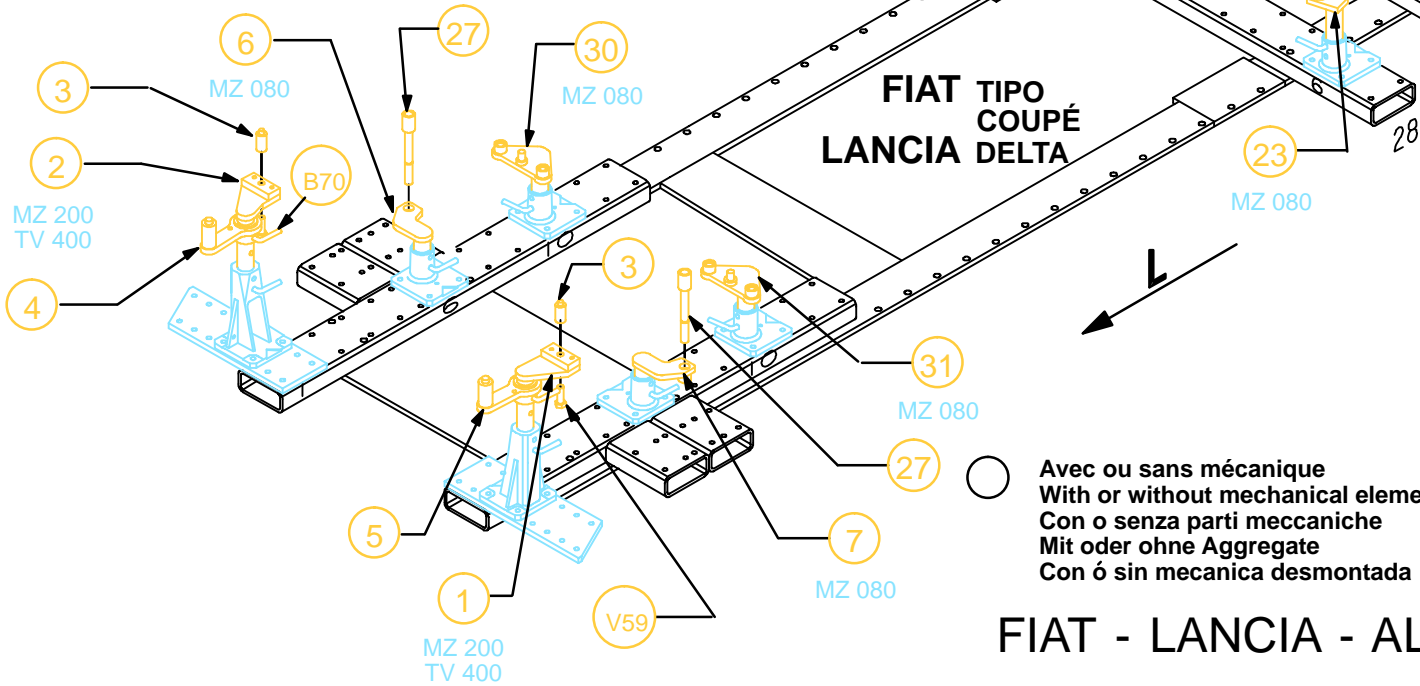 6
27
30
MZ 080
MZ 080
3
2
B70
MZ 200
TV 400
4
FIAT TIPO
COUPÉ
LANCIA DELTA
28
23
MZ 080
L
3
31
MZ 080
27
5
1
MZ 200
TV 400
V59
7
MZ 080
Avec ou sans mécanique
With or without mechanical eleme
Con o senza parti meccaniche
Mit oder ohne Aggregate
Con ó sin mecanica desmontada
FIAT - LANCIA - AL